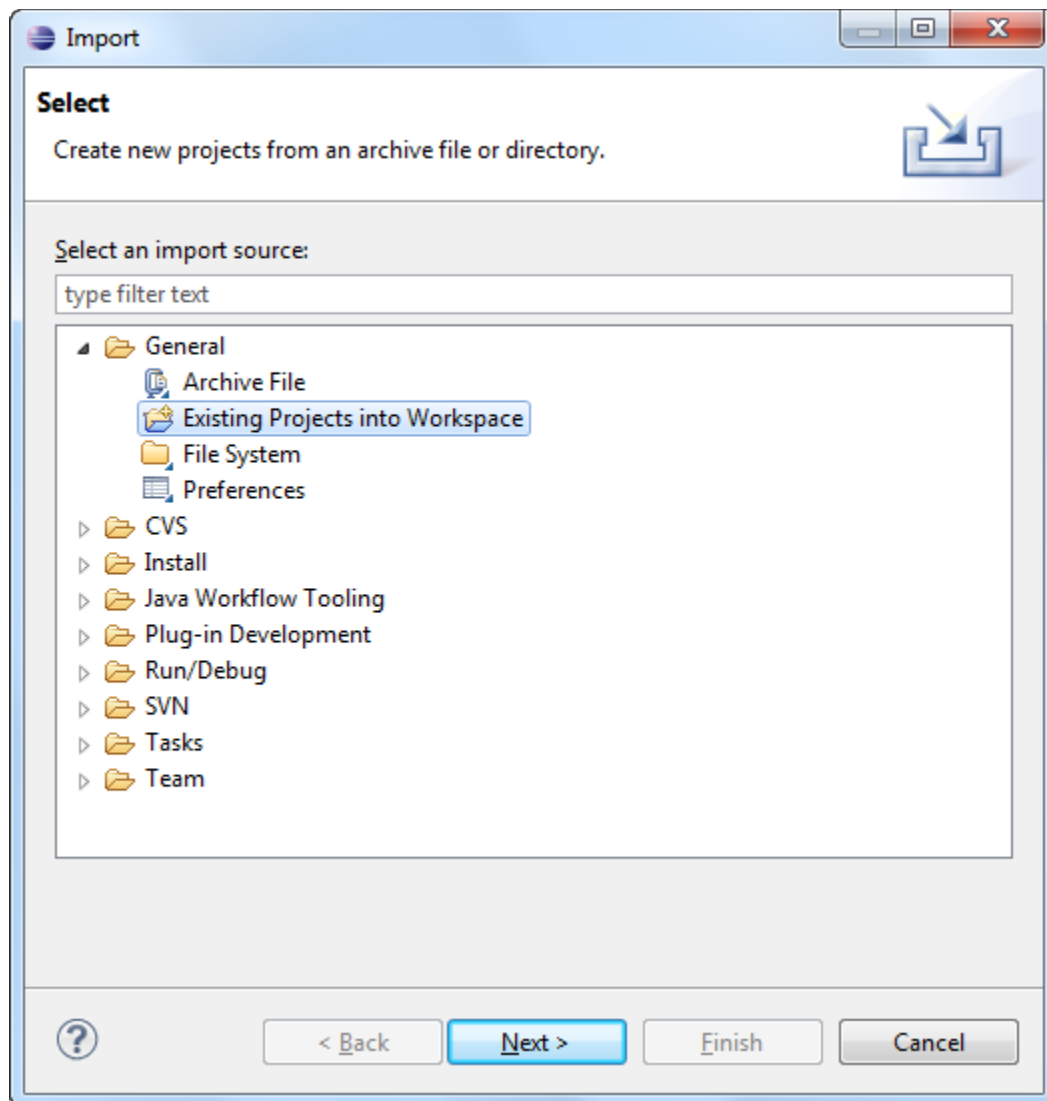 Import
Select
Create new projects from an archive file or directory.
Select an import source:
type filter text
General
Archive File
Existing Projects into Workspace
File System
Preferences
CVS
Install
Java Workflow Tooling
Plug-in Development
Run/Debug
SVN
Tasks
Team
? < Back Next > Finish Cancel